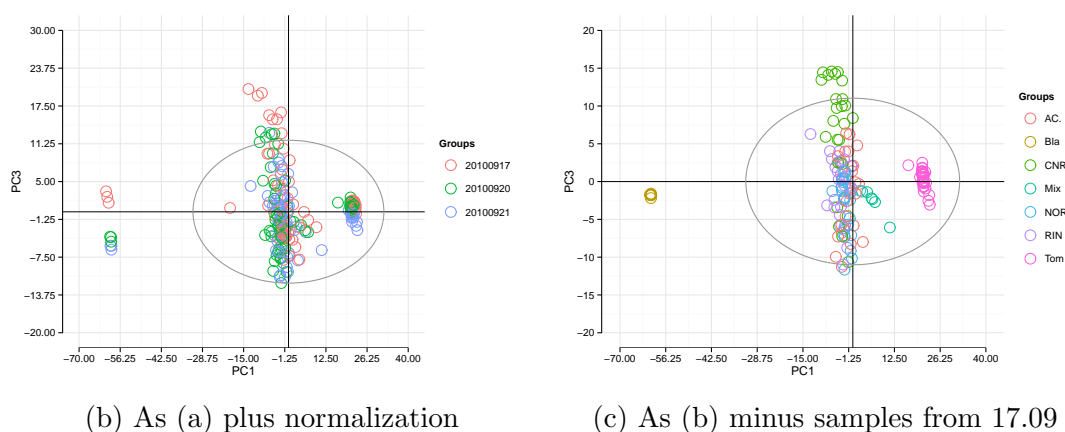 30.00
23.75
17.50
11.25
5.00
−1.25
−7.50
−13.75
−20.00
PC3
−70.00 −56.25 −42.50 −28.75 −15.00 −1.25 12.50 26.25 40.00
PC1
Groups
20100917
20100920
20100921
(b) As (a) plus normalization
20
15
10
5
0
−5
−10
15
−20
PC3
−70.00 −56.25 −42.50 −28.75 −15.00 −1.25 12.50 26.25 40.00
PC1
Groups
AC.
Bla
CNR
Mix
NOR
RIN
Tom
(c) As (b) minus samples from 17.09